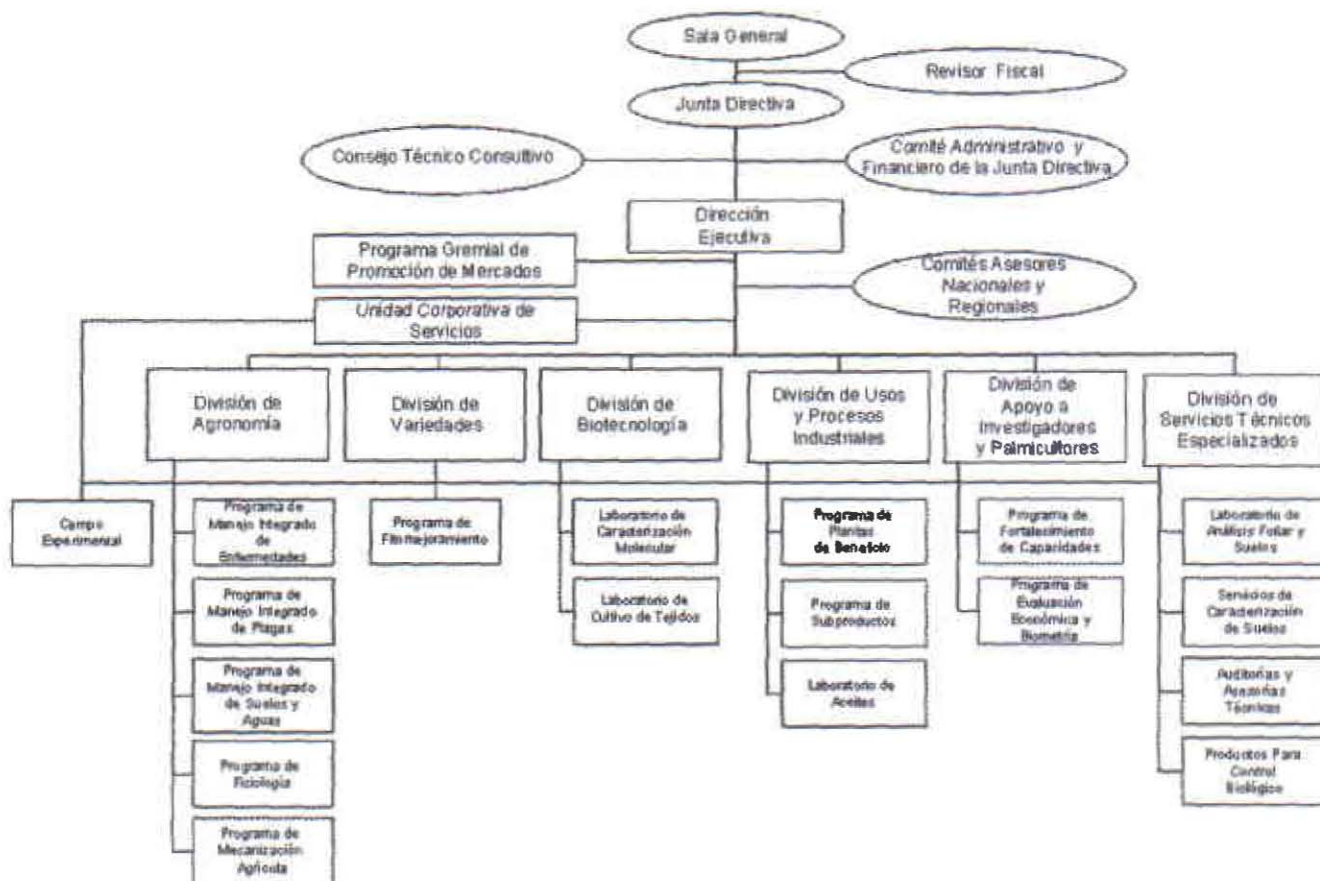 Sala General
Revisor Fiscal
Junta Directiva
Consejo Técnico Consultivo
Comité Administrativo y
Financiero de la Junta Directiva
Dirección
Ejecutiva
Programa Gremial de
Promoción de Mercados
Comités Asesores
Nacionales y
Regionales
Unidad Corporativa de
Servicios
División de
Agronomía
División de
Variedades
División de
Biotecnología
División de Usos
y Procesos
Industriales
División de
Apoyo a
Investigadores
y Palmicultores
División de
Servicios Técnicos
Especializados
Campo
Experimental
Programa de
Manejo Integrado
de
Enfermedades
Programa de
Manejo Integrado
de Plagas
Programa de
Manejo Integrado
de Suelos y
Aguas
Programa de
Fisiología
Programa de
Mecanización
Agrícola
Programa de
Fitomejoramiento
Laboratorio de
Caracterización
Molecular
Laboratorio de
Cultivo de Tejidos
Programa de
Plantas
de Beneficio
Programa de
Subproductos
Laboratorio de
Aceites
Programa de
Fortalecimiento
de Capacidades
Programa de
Evaluación
Económica y
Biometría
Laboratorio de
Análisis Foliar y
Suelos
Servicios de
Caracterización
de Suelos
Auditorías y
Asesorías
Técnicas
Productos Para
Control
Biológico